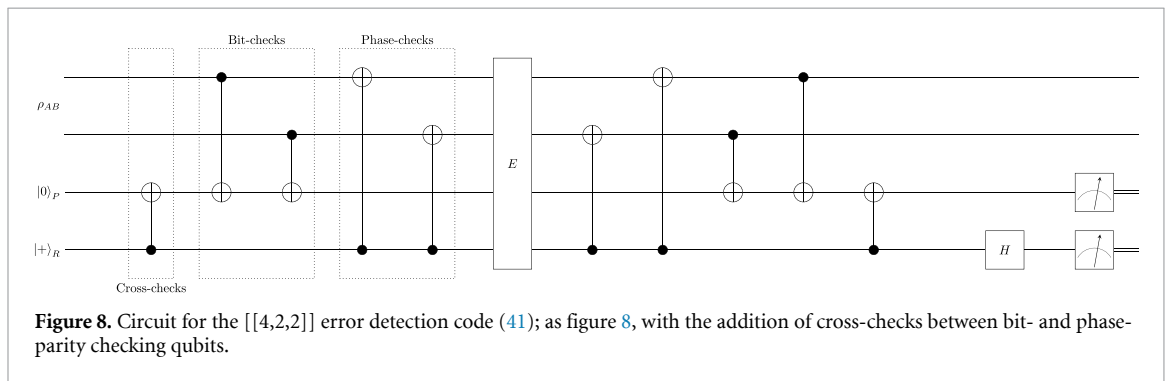 Bit-checks Phase-checks
ρ_AB
E
|0⟩_P
|+⟩_R
H
Cross-checks
Figure 8. Circuit for the [[4,2,2]] error detection code (41); as figure 8, with the addition of cross-checks between bit- and phase-
parity checking qubits.